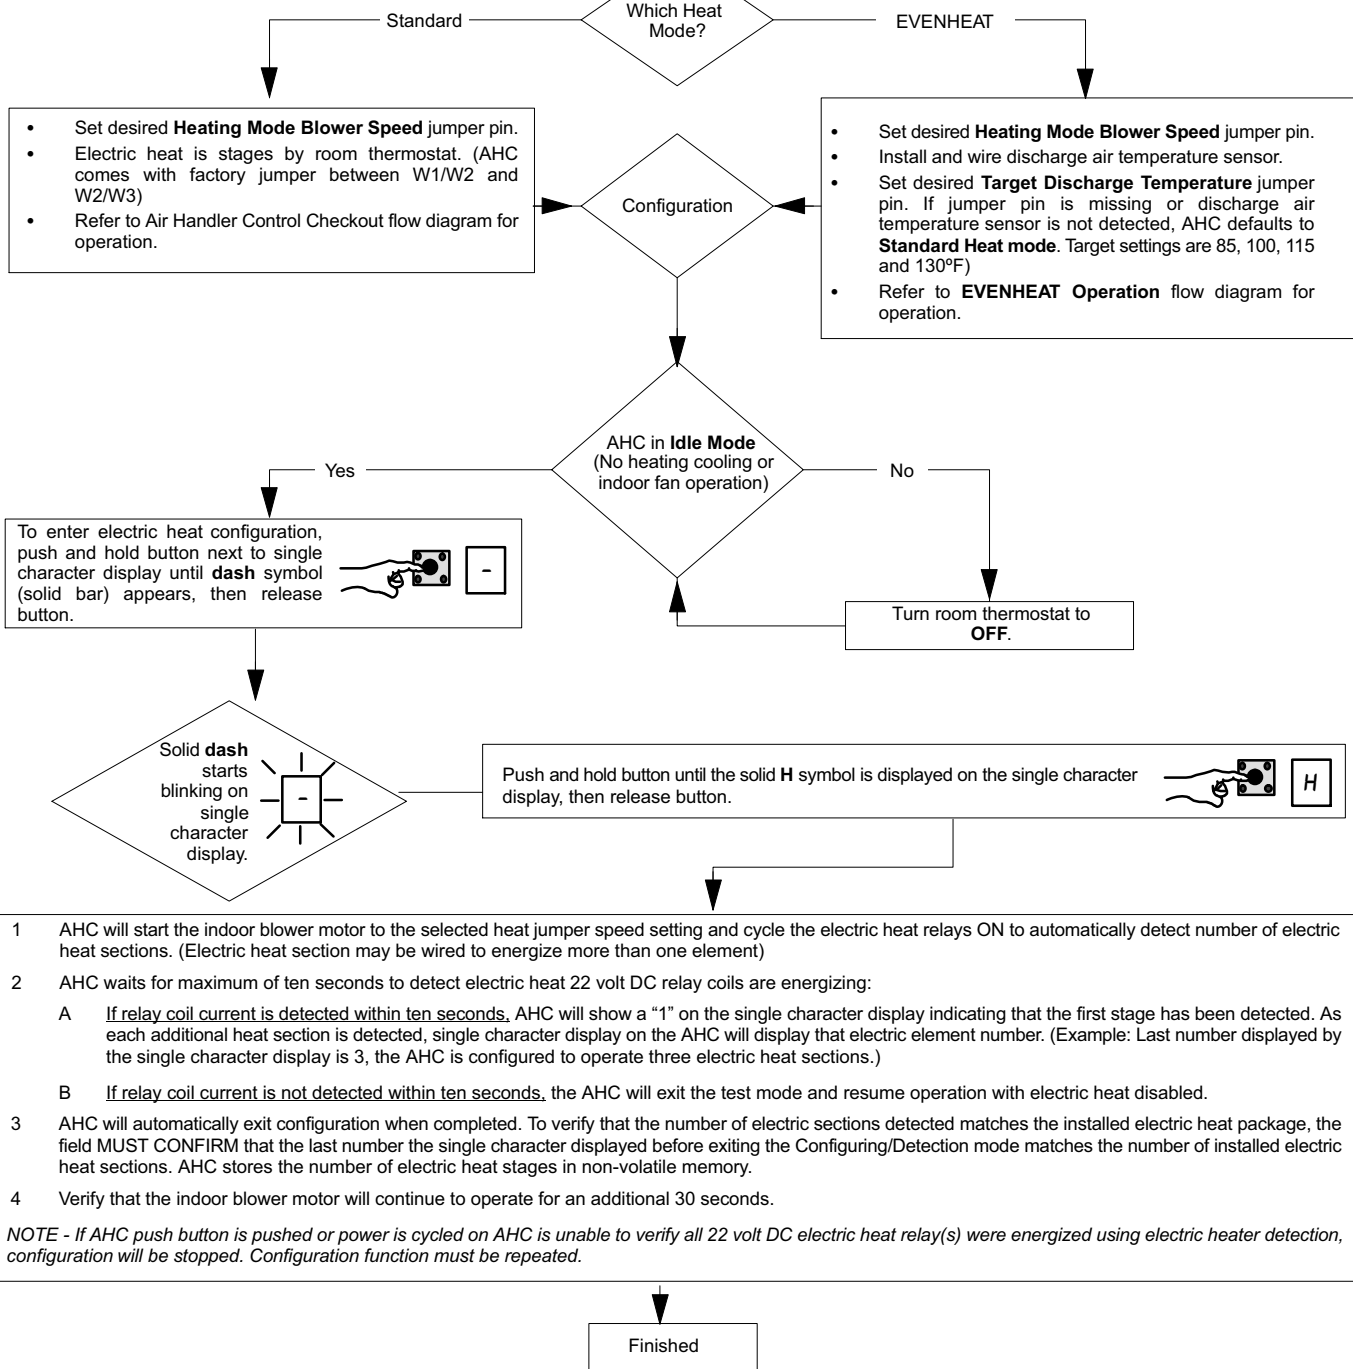 Which Heat
Mode?
Standard
EVENHEAT
• Set desired Heating Mode Blower Speed jumper pin.
• Electric heat is stages by room thermostat. (AHC
comes with factory jumper between W1/W2 and
W2/W3)
• Refer to Air Handler Control Checkout flow diagram for
operation.
Configuration
• Set desired Heating Mode Blower Speed jumper pin.
• Install and wire discharge air temperature sensor.
• Set desired Target Discharge Temperature jumper
pin. If jumper pin is missing or discharge air
temperature sensor is not detected, AHC defaults to
Standard Heat mode. Target settings are 85, 100, 115
and 130ºF)
• Refer to EVENHEAT Operation flow diagram for
operation.
AHC in Idle Mode
(No heating cooling or
indoor fan operation)
Yes
No
To enter electric heat configuration,
push and hold button next to single
character display until dash symbol
(solid bar) appears, then release
button.
-
Turn room thermostat to
OFF.
Solid dash
starts
blinking on
single
character
display.
-
Push and hold button until the solid H symbol is displayed on the single character
display, then release button.
H
1 AHC will start the indoor blower motor to the selected heat jumper speed setting and cycle the electric heat relays ON to automatically detect number of electric
heat sections. (Electric heat section may be wired to energize more than one element)
2 AHC waits for maximum of ten seconds to detect electric heat 22 volt DC relay coils are energizing:
A If relay coil current is detected within ten seconds, AHC will show a “1” on the single character display indicating that the first stage has been detected. As
each additional heat section is detected, single character display on the AHC will display that electric element number. (Example: Last number displayed by
the single character display is 3, the AHC is configured to operate three electric heat sections.)
B If relay coil current is not detected within ten seconds, the AHC will exit the test mode and resume operation with electric heat disabled.
3 AHC will automatically exit configuration when completed. To verify that the number of electric sections detected matches the installed electric heat package, the
field MUST CONFIRM that the last number the single character displayed before exiting the Configuring/Detection mode matches the number of installed electric
heat sections. AHC stores the number of electric heat stages in non-volatile memory.
4 Verify that the indoor blower motor will continue to operate for an additional 30 seconds.
NOTE - If AHC push button is pushed or power is cycled on AHC is unable to verify all 22 volt DC electric heat relay(s) were energized using electric heater detection,
configuration will be stopped. Configuration function must be repeated.
Finished